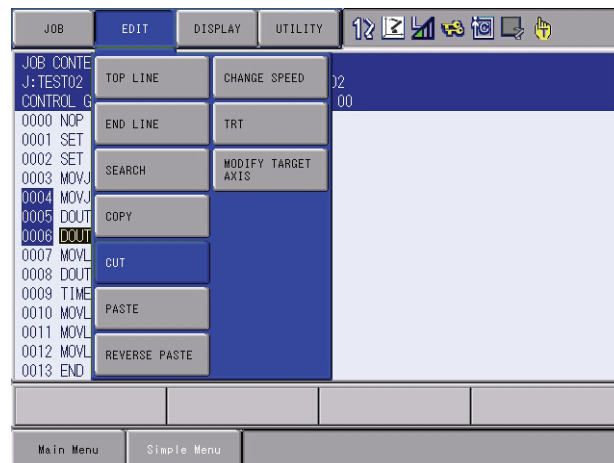 JOB EDIT DISPLAY UTILITY
JOB CONTE
J:TEST02 02
CONTROL G 00
0000 NOP
0001 SET
0002 SET
0003 MOVJ
0004 MOVJ
0005 DOUT
0006 DOUT
0007 MOVL
0008 DOUT
0009 TIME
0010 MOVL
0011 MOVL
0012 MOVL
0013 END
TOP LINE
END LINE
SEARCH
COPY
CUT
PASTE
REVERSE PASTE
CHANGE SPEED
TRT
MODIFY TARGET
AXIS
Main Menu Simple Menu